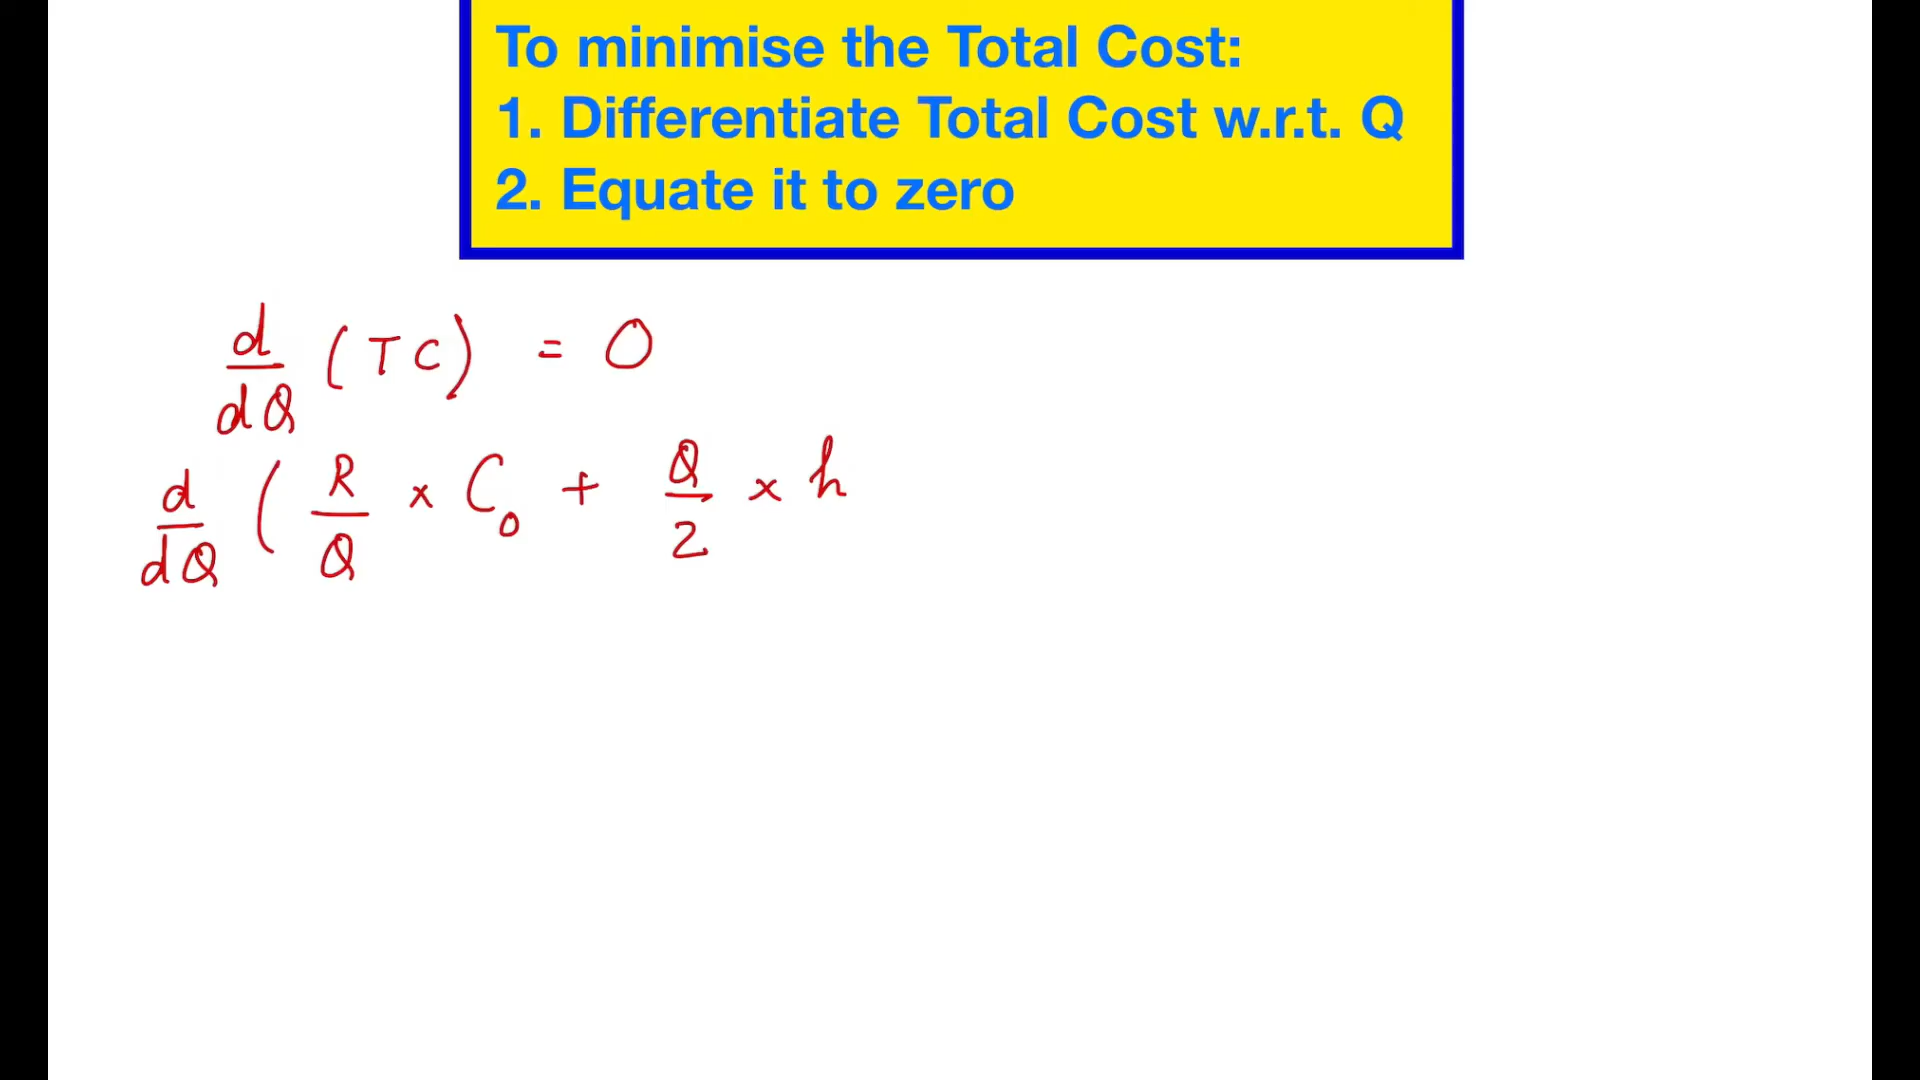 To minimise the Total Cost:
1. Differentiate Total Cost w.r.t. Q
2. Equate it to zero
d/dQ (TC) = 0
d/dQ ( R/Q × C₀ + Q/2 × h